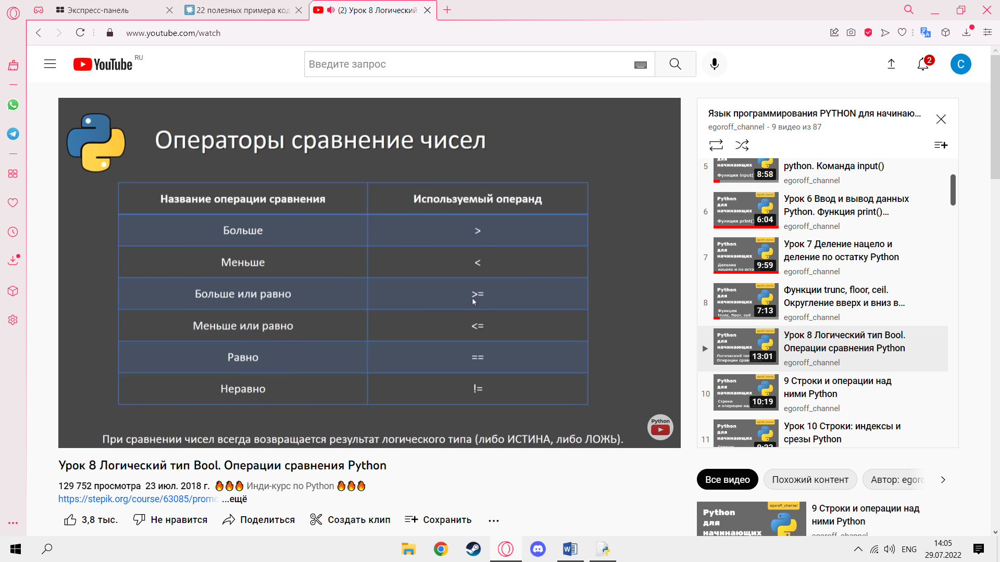 Экспресс-панель
22 полезных примера код
(2) Урок 8 Логический
www.youtube.com/watch
YouTube RU
Введите запрос
2
C
Операторы сравнение чисел
Название операции сравнения Используемый операнд
Больше >
Меньше <
Больше или равно >=
Меньше или равно <=
Равно ==
Неравно !=
При сравнении чисел всегда возвращается результат логического типа (либо ИСТИНА, либо ЛОЖЬ).
Python
Урок 8 Логический тип Bool. Операции сравнения Python
129 752 просмотра 23 июл. 2018 г. 🔥🔥🔥 Инди-курс по Python 🔥🔥🔥
https://stepik.org/course/63085/promo ...ещё
3,8 тыс. Не нравится Поделиться Создать клип Сохранить ...
Язык программирования PYTHON для начинаю...
egoroff_channel - 9 видео из 87
5
начинающих
Функция input()
8:58
python. Команда input()
egoroff_channel
6
Python
для
начинающих
Функция print()
6:04
Урок 6 Ввод и вывод данных
Python. Функция print()...
egoroff_channel
7
Python
для
начинающих
Деление
нацело и по оста
9:59
Урок 7 Деление нацело и
деление по остатку Python
egoroff_channel
8
Python
для
начинающих
Функции
trunc, floor, ceil
7:13
Функции trunc, floor, ceil.
Округление вверх и вниз в...
egoroff_channel
Python
для
начинающих
Логический тип
Операции срав
13:01
Урок 8 Логический тип Bool.
Операции сравнения Python
egoroff_channel
10
Python
для
начинающих
Строки
и операции над
10:19
9 Строки и операции над
ними Python
egoroff_channel
11
Python
для
начинающих
Урок 10 Строки: индексы и
срезы Python
Все видео Похожий контент Автор: egoro
egoroff_channel
Python
для
начинающих
9 Строки и операции над
ними Python
egoroff_channel
ENG
14:05
29.07.2022